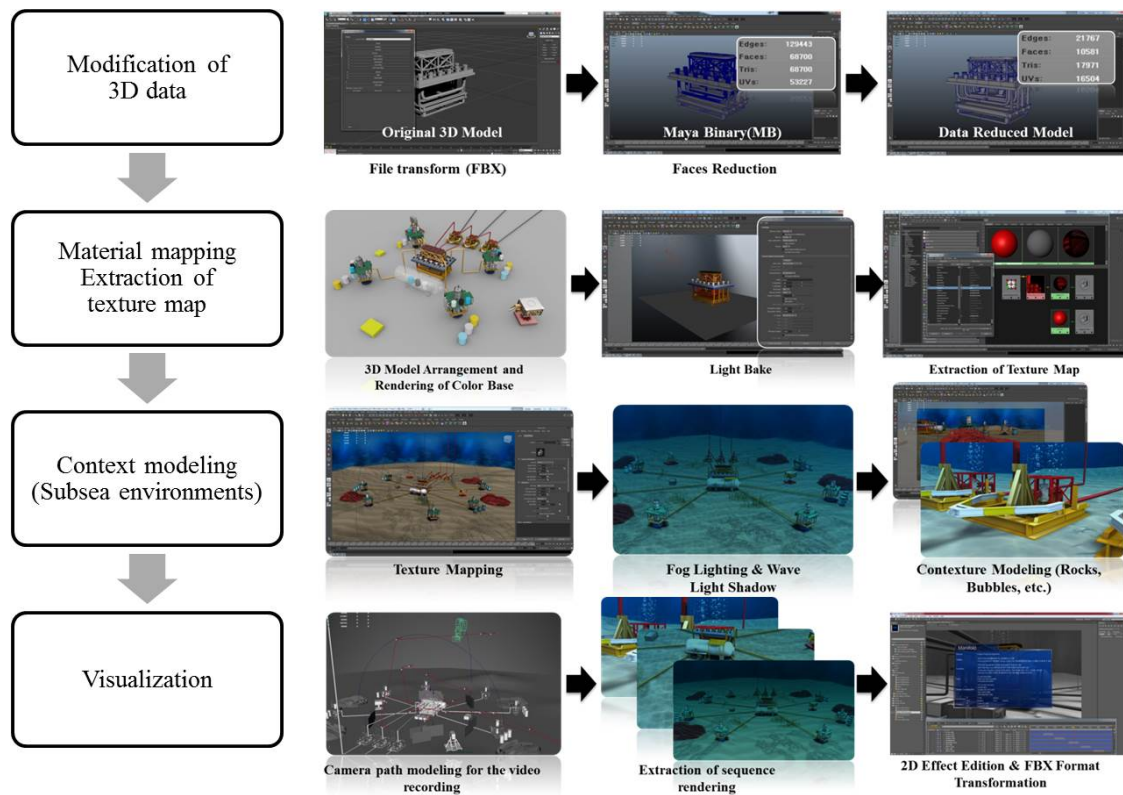 Modification of
3D data
Edges: 129443
Faces: 68700
Tris: 68700
UVs: 53227
Edges: 21767
Faces: 10581
Tris: 17971
UVs: 16504
Original 3D Model
Maya Binary(MB)
Data Reduced Model
File transform (FBX)
Faces Reduction
Material mapping
Extraction of
texture map
3D Model Arrangement and
Rendering of Color Base
Light Bake
Extraction of Texture Map
Context modeling
(Subsea environments)
Texture Mapping
Fog Lighting & Wave
Light Shadow
Contexture Modeling (Rocks,
Bubbles, etc.)
Visualization
Manifold
Camera path modeling for the video
recording
Extraction of sequence
rendering
2D Effect Edition & FBX Format
Transformation